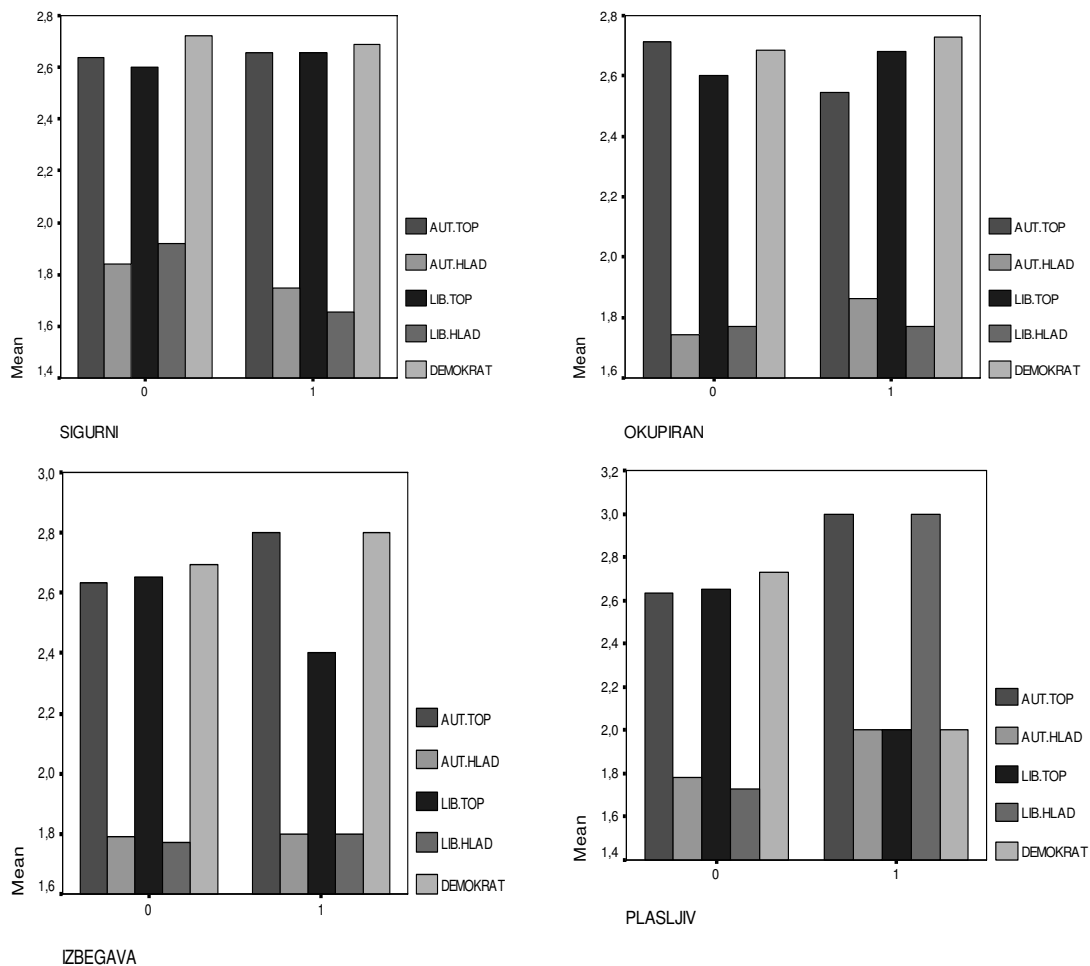 2,8
2,6
2,4
2,2
2,0
1,8
1,6
1,4
Mean
0 1
SIGURNI
AUT.TOP
AUT.HLAD
LIB.TOP
LIB.HLAD
DEMOKRAT
2,8
2,6
2,4
2,2
2,0
1,8
1,6
Mean
0 1
OKUPIRAN
AUT.TOP
AUT.HLAD
LIB.TOP
LIB.HLAD
DEMOKRAT
3,0
2,8
2,6
2,4
2,2
2,0
1,8
1,6
Mean
0 1
IZBEGAVA
AUT.TOP
AUT.HLAD
LIB.TOP
LIB.HLAD
DEMOKRAT
3,2
3,0
2,8
2,6
2,4
2,2
2,0
1,8
1,6
1,4
Mean
0 1
PLASLJIV
AUT.TOP
AUT.HLAD
LIB.TOP
LIB.HLAD
DEMOKRAT